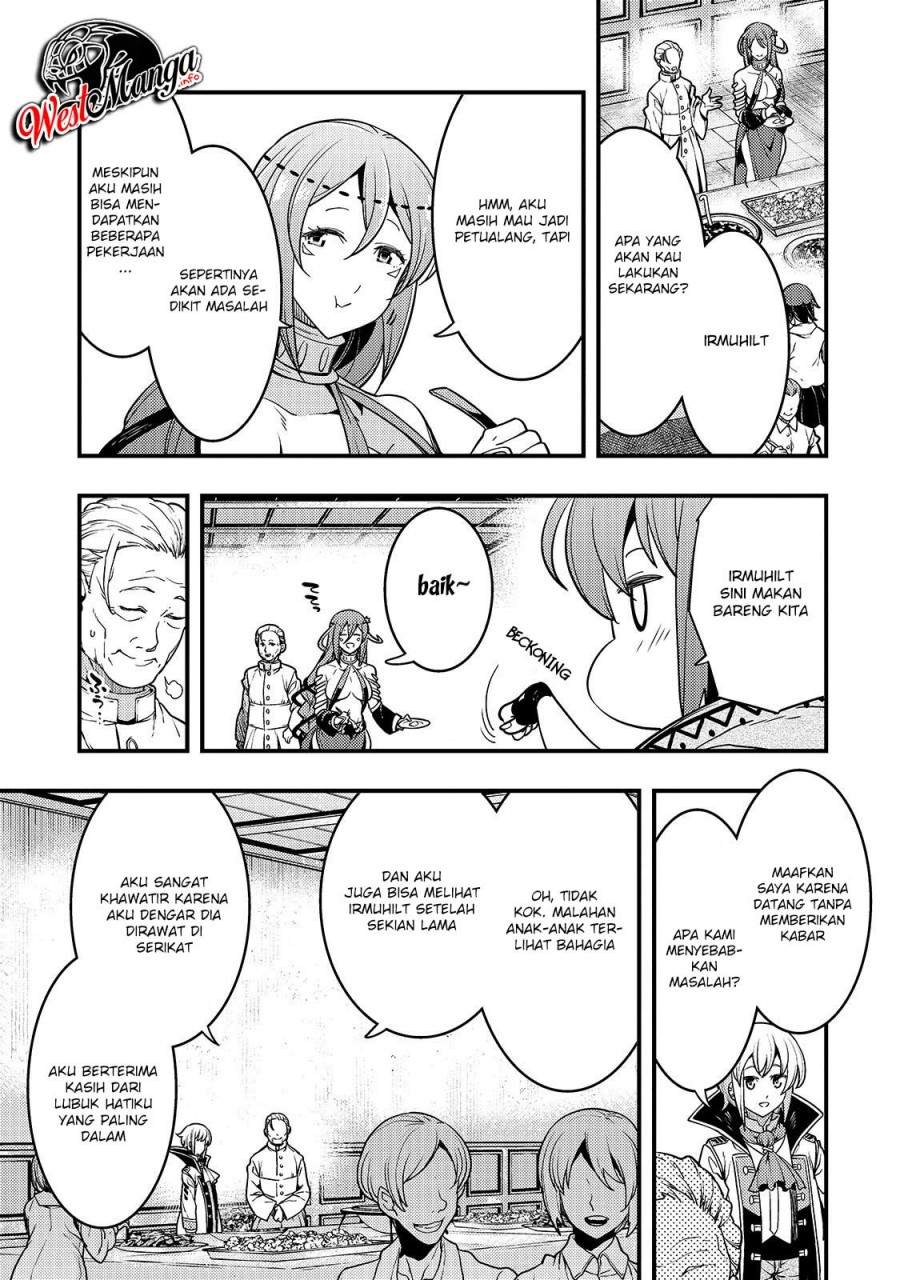 WestManga
.info
APA YANG
AKAN KAU
LAKUKAN
SEKARANG?
IRMUHILT
HMM, AKU
MASIH MAU JADI
PETUALANG, TAPI
SEPERTINYA
AKAN ADA SE-
DIKIT MASALAH
MESKIPUN
AKU MASIH
BISA MEN-
DAPATKAN
BEBERAPA
PEKERJAAN
...
IRMUHILT
SINI MAKAN
BARENG KITA
BECKONING
baik~
MAAFKAN
SAYA KARENA
DATANG TANPA
MEMBERIKAN
KABAR
APA KAMI
MENYEBAB-
KAN
MASALAH?
OH, TIDAK
KOK. MALAHAN
ANAK-ANAK TER-
LIHAT BAHAGIA
DAN AKU
JUGA BISA MELIHAT
IRMUHILT SETELAH
SEKIAN LAMA
AKU SANGAT
KHAWATIR KARENA
AKU DENGAR DIA
DIRAWAT DI
SERIKAT
AKU BERTERIMA
KASIH DARI
LUBUK HATIKU
YANG PALING
DALAM